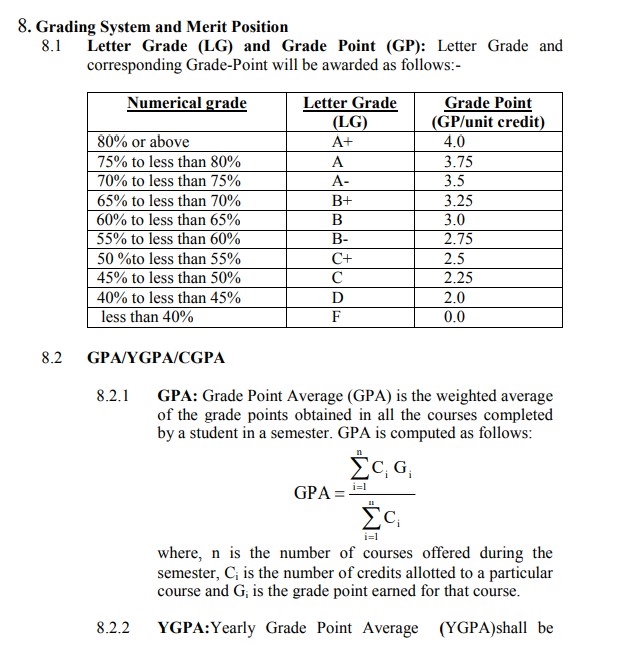 8. Grading System and Merit Position
8.1 Letter Grade (LG) and Grade Point (GP): Letter Grade and
corresponding Grade-Point will be awarded as follows:-
Numerical grade Letter Grade (LG) Grade Point (GP/unit credit)
80% or above A+ 4.0
75% to less than 80% A 3.75
70% to less than 75% A- 3.5
65% to less than 70% B+ 3.25
60% to less than 65% B 3.0
55% to less than 60% B- 2.75
50 %to less than 55% C+ 2.5
45% to less than 50% C 2.25
40% to less than 45% D 2.0
less than 40% F 0.0
8.2 GPA/YGPA/CGPA
8.2.1 GPA: Grade Point Average (GPA) is the weighted average
of the grade points obtained in all the courses completed
by a student in a semester. GPA is computed as follows:
n
∑ Cᵢ Gᵢ
i=1
GPA =
n
∑ Cᵢ
i=1
where, n is the number of courses offered during the
semester, Cᵢ is the number of credits allotted to a particular
course and Gᵢ is the grade point earned for that course.
8.2.2 YGPA:Yearly Grade Point Average (YGPA)shall be